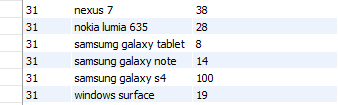 31 nexus 7 38
31 nokia lumia 635 28
31 samsumg galaxy tablet 8
31 samsung galaxy note 14
31 samsung galaxy s4 100
31 windows surface 19